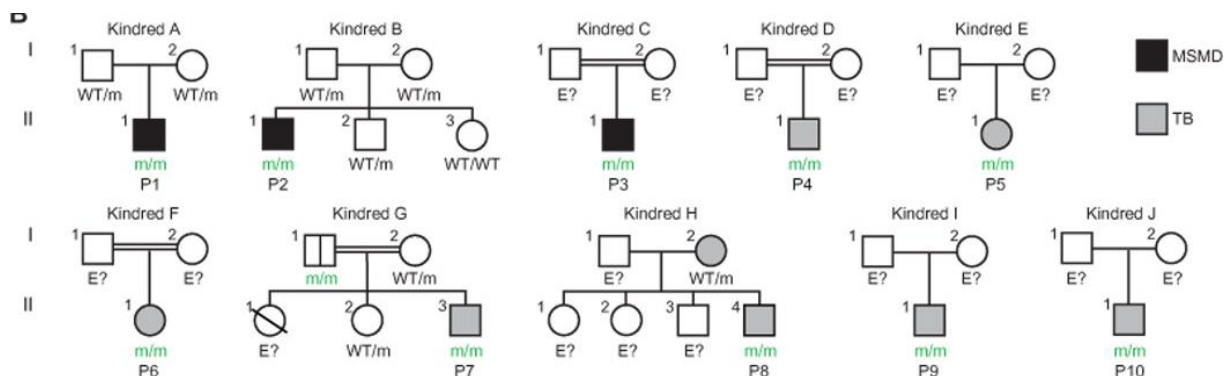 B
Kindred A Kindred B Kindred C Kindred D Kindred E
I 1 2 1 2 1 2 1 2 1 2 MSMD
WT/m WT/m WT/m WT/m E? E? E? E? E? E?
II 1 1 2 3 1 1 1 TB
m/m m/m WT/m WT/WT m/m m/m m/m
P1 P2 P3 P4 P5
Kindred F Kindred G Kindred H Kindred I Kindred J
I 1 2 1 2 1 2 1 2 1 2
E? E? m/m WT/m E? WT/m E? E? E? E?
II 1 1 2 3 1 2 3 4 1 1
m/m E? WT/m m/m E? E? E? m/m m/m m/m
P6 P7 P8 P9 P10